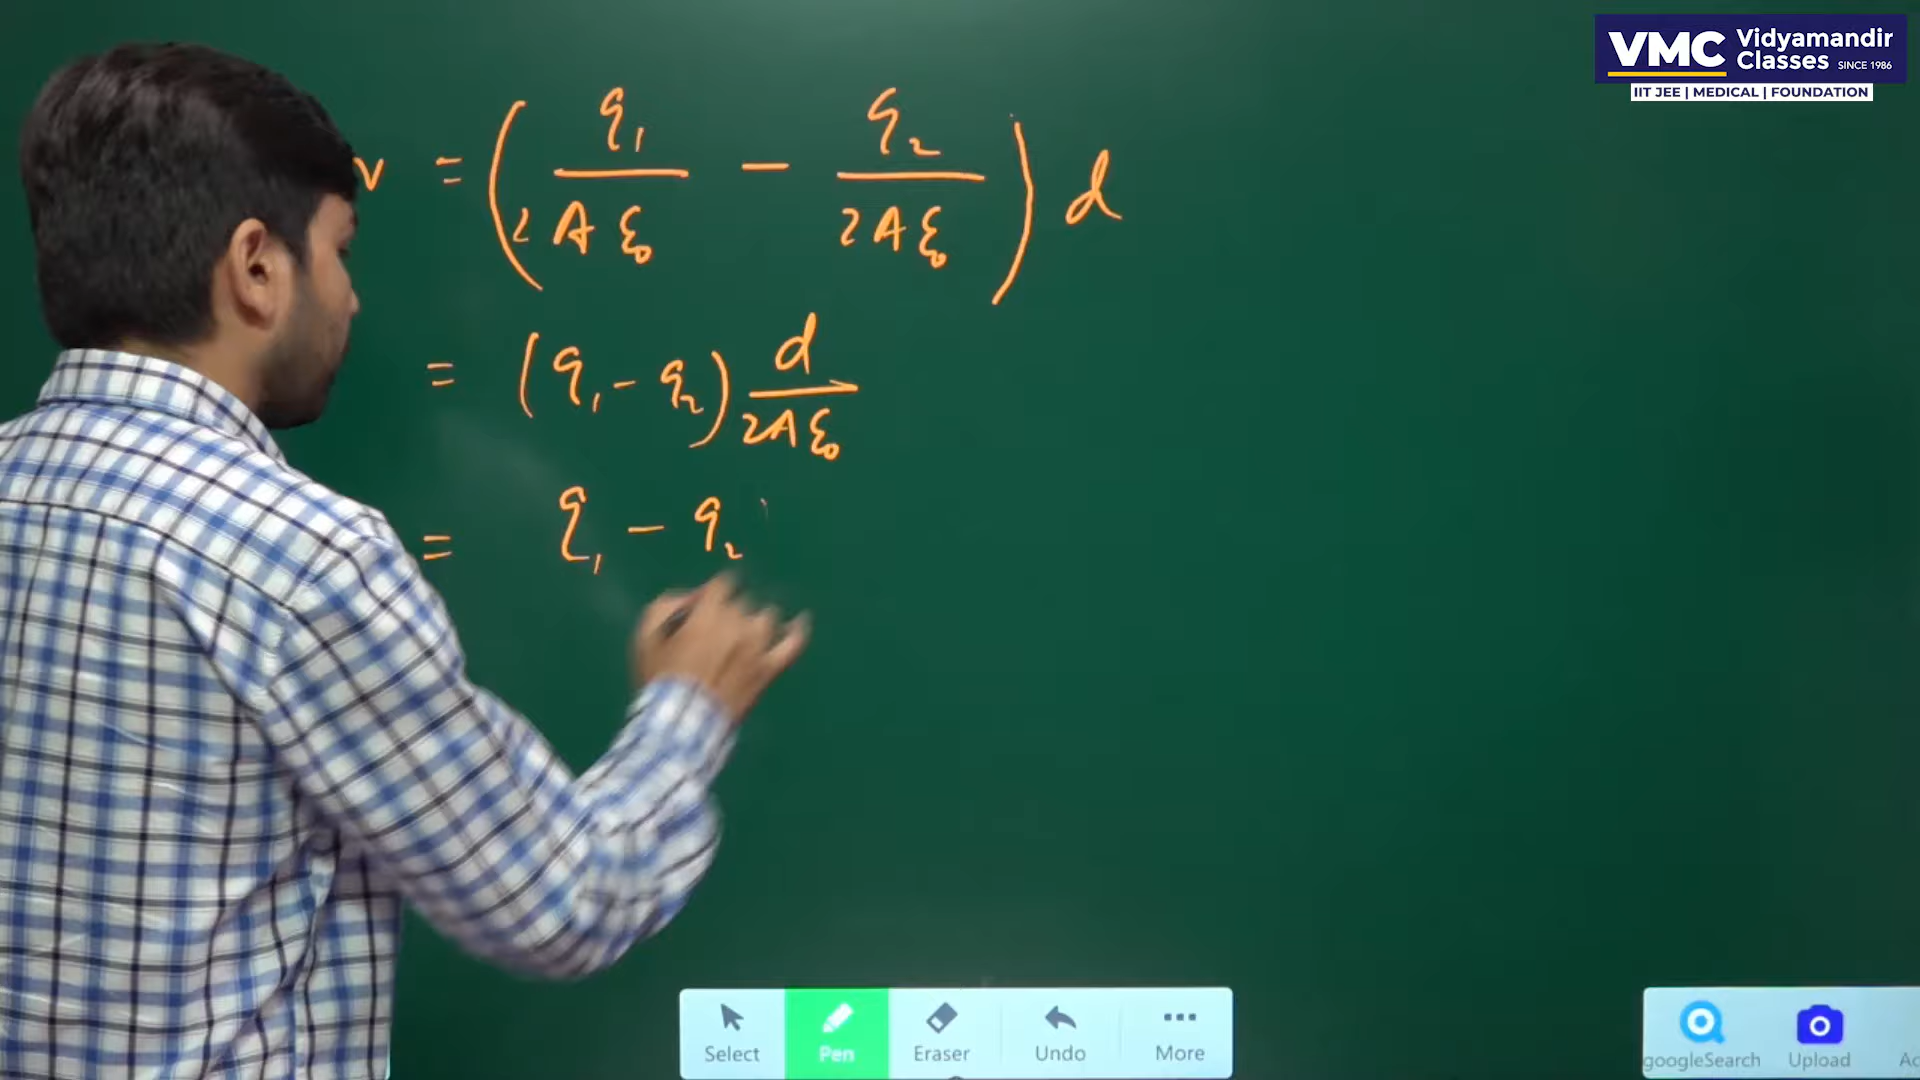 VMC Vidyamandir Classes SINCE 1986
IIT JEE | MEDICAL | FOUNDATION
v = ( q₁ / 2Aε₀ − q₂ / 2Aε₀ ) d
= (q₁ - q₂) d / 2Aε₀
= q₁ − q₂
Select Pen Eraser Undo More
googleSearch Upload